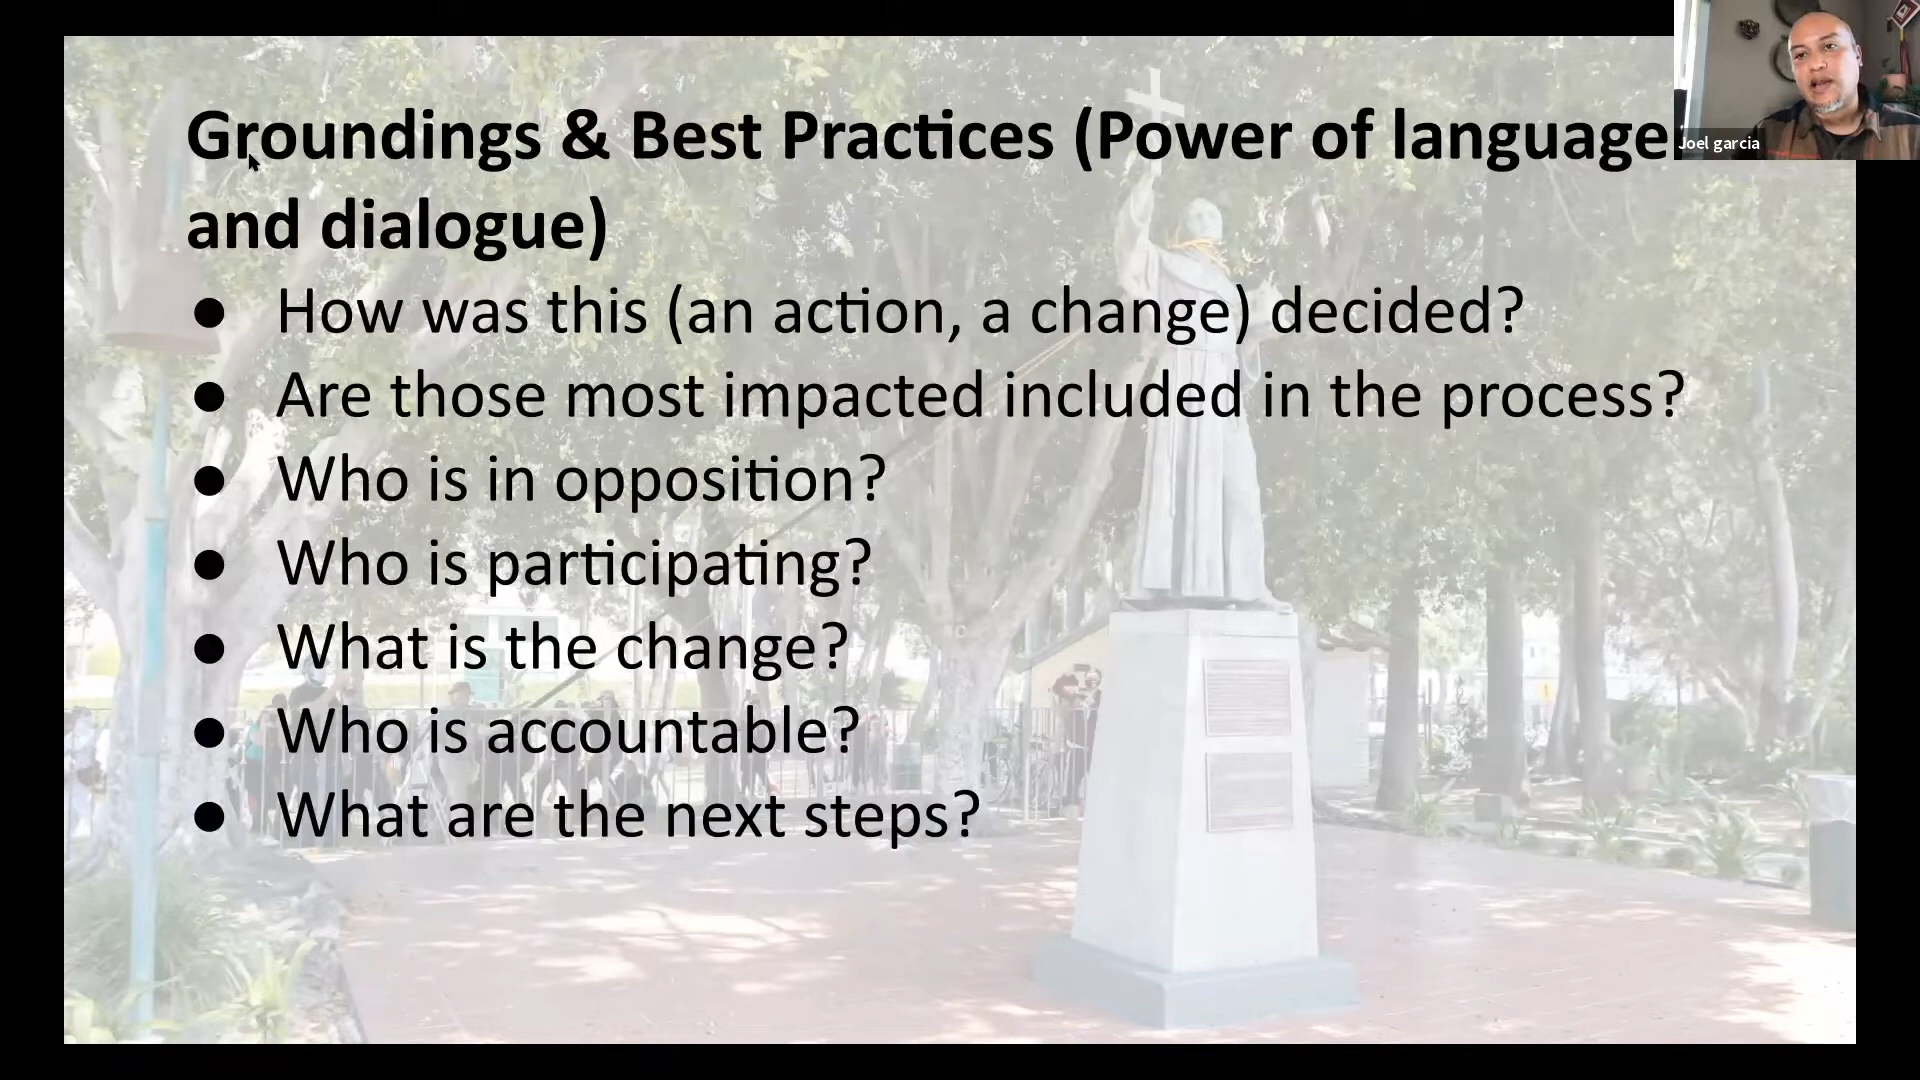 Groundings & Best Practices (Power of language
and dialogue)
● How was this (an action, a change) decided?
● Are those most impacted included in the process?
● Who is in opposition?
● Who is participating?
● What is the change?
● Who is accountable?
● What are the next steps?
Joel garcia